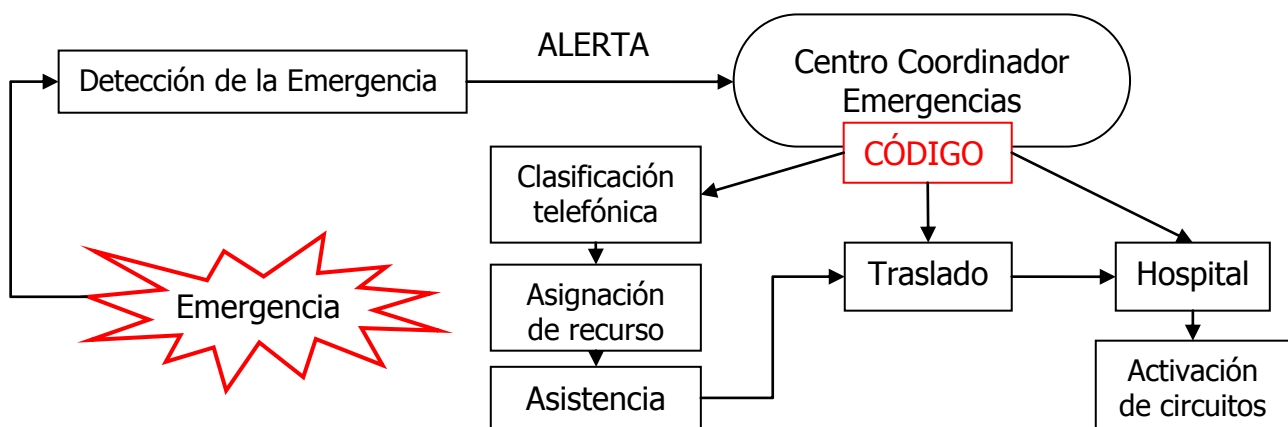 ALERTA
Detección de la Emergencia
Centro Coordinador
Emergencias
CÓDIGO
Clasificación
telefónica
Emergencia
Asignación
de recurso
Asistencia
Traslado
Hospital
Activación
de circuitos